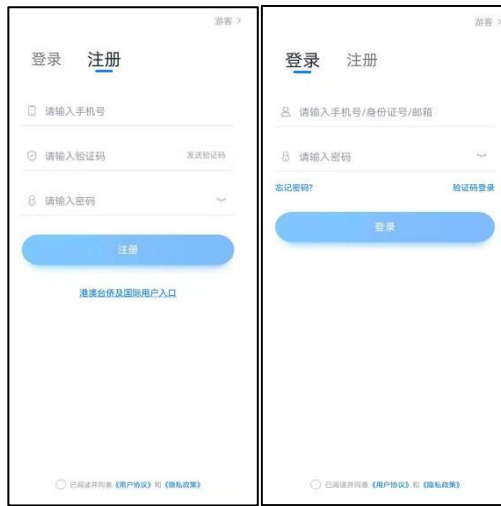 游客 >
登录 注册
请输入手机号
请输入验证码 发送验证码
请输入密码
注册
港澳台侨及国际用户入口
已阅读并同意《用户协议》和《隐私政策》
游客 >
登录 注册
请输入手机号/身份证号/邮箱
请输入密码
忘记密码? 验证码登录
登录
已阅读并同意《用户协议》和《隐私政策》